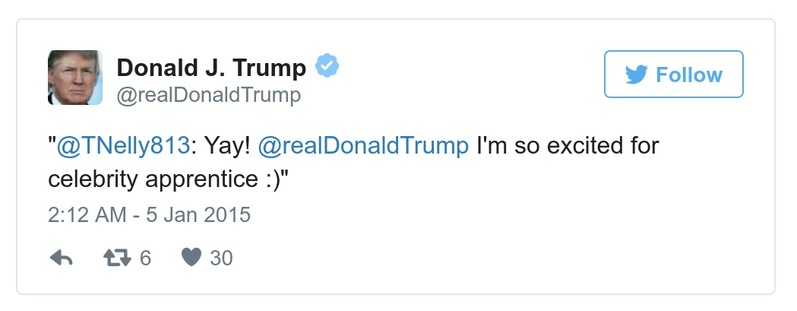 Donald J. Trump
@realDonaldTrump
Follow
"@TNelly813: Yay! @realDonaldTrump I'm so excited for
celebrity apprentice :)"
2:12 AM - 5 Jan 2015
6 30